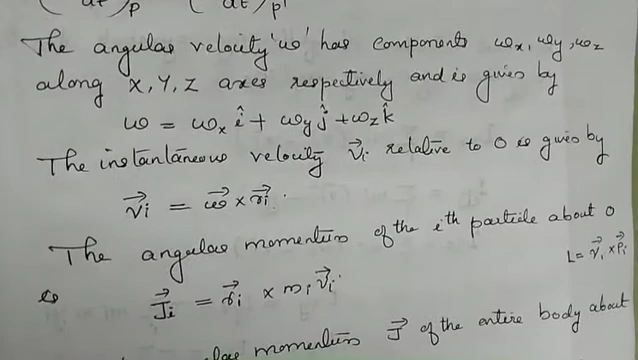 (dt)p (dt)p'
The angular velocity 'ω' has components ωx, ωy, ωz
along X, Y, Z axes respectively and is given by
ω = ωx î + ωy ĵ + ωz k̂
The instantaneous velocity v⃗i relative to O is given by
v⃗i = ω⃗ × r⃗i.
The angular momentum of the ith particle about O
is J⃗i = r⃗i × mi v⃗i.
L = r⃗i × p⃗i
momentum J⃗ of the entire body about